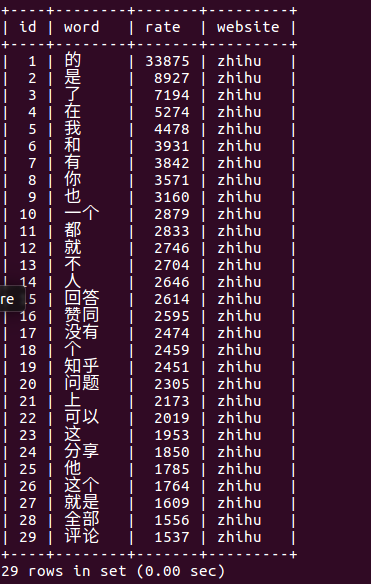 +----+--------+-------+---------+
| id | word | rate | website |
+----+--------+-------+---------+
| 1 | 的 | 33875 | zhihu |
| 2 | 是 | 8927 | zhihu |
| 3 | 了 | 7194 | zhihu |
| 4 | 在 | 5274 | zhihu |
| 5 | 我 | 4478 | zhihu |
| 6 | 和 | 3931 | zhihu |
| 7 | 有 | 3842 | zhihu |
| 8 | 你 | 3571 | zhihu |
| 9 | 也 | 3160 | zhihu |
| 10 | 一个 | 2879 | zhihu |
| 11 | 都 | 2833 | zhihu |
| 12 | 就 | 2746 | zhihu |
| 13 | 不 | 2704 | zhihu |
| 14 | 人 | 2646 | zhihu |
re 15 | 回答 | 2614 | zhihu |
| 16 | 赞同 | 2595 | zhihu |
| 17 | 没有 | 2474 | zhihu |
| 18 | 个 | 2459 | zhihu |
| 19 | 知乎 | 2451 | zhihu |
| 20 | 问题 | 2305 | zhihu |
| 21 | 上 | 2173 | zhihu |
| 22 | 可以 | 2019 | zhihu |
| 23 | 这 | 1953 | zhihu |
| 24 | 分享 | 1850 | zhihu |
| 25 | 他 | 1785 | zhihu |
| 26 | 这个 | 1764 | zhihu |
| 27 | 就是 | 1609 | zhihu |
| 28 | 全部 | 1556 | zhihu |
| 29 | 评论 | 1537 | zhihu |
+----+--------+-------+---------+
29 rows in set (0.00 sec)